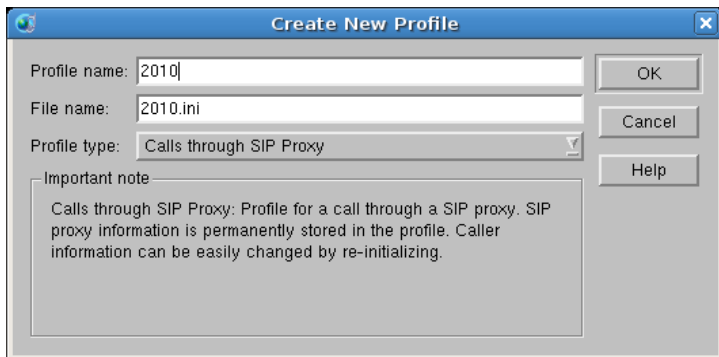 Create New Profile
Profile name: 2010
OK
File name: 2010.ini
Cancel
Profile type: Calls through SIP Proxy
Help
Important note
Calls through SIP Proxy: Profile for a call through a SIP proxy. SIP
proxy information is permanently stored in the profile. Caller
information can be easily changed by re-initializing.